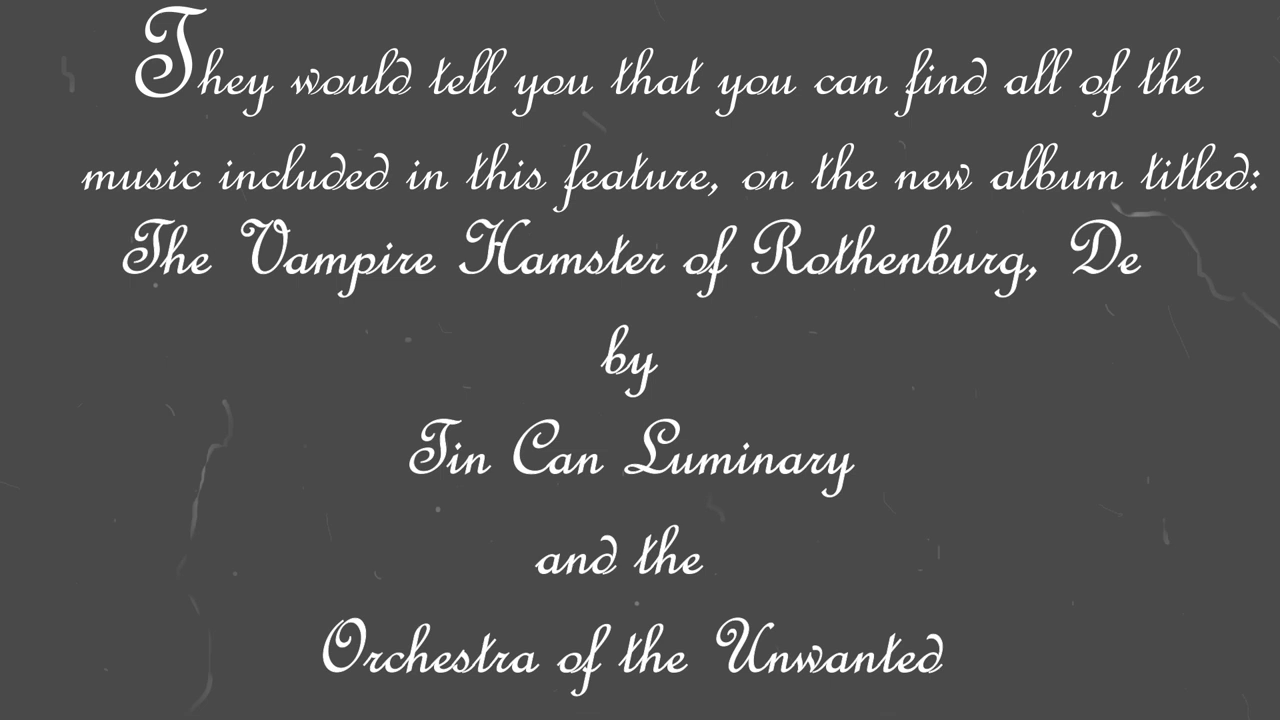 They would tell you that you can find all of the
music included in this feature, on the new album titled:
The Vampire Hamster of Rothenburg, De
by
Tin Can Luminary
and the
Orchestra of the Unwanted